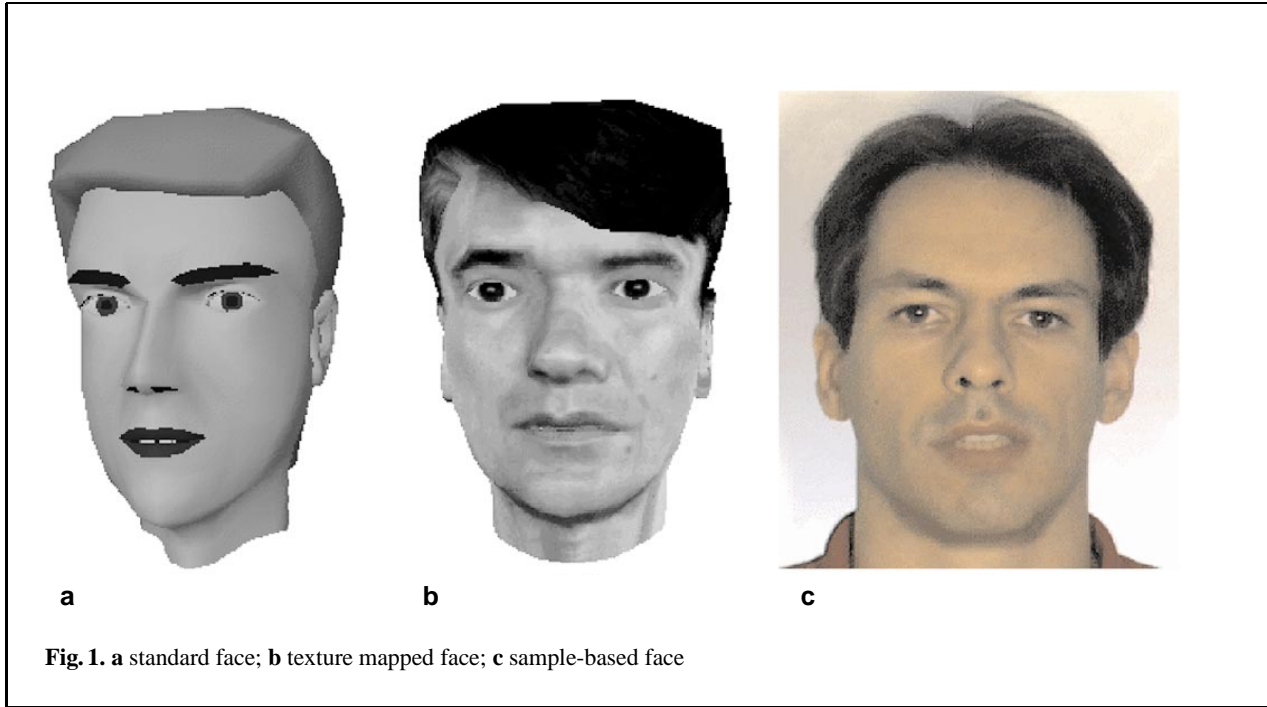 a b c
Fig. 1. a standard face; b texture mapped face; c sample-based face